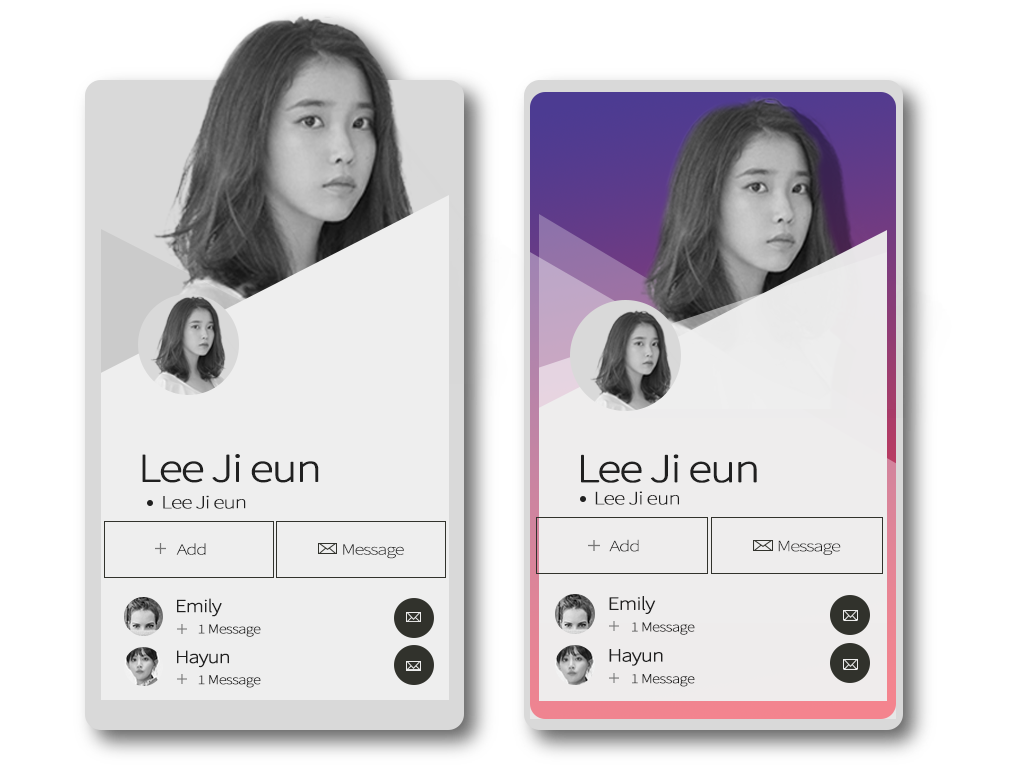 Lee Ji eun
• Lee Ji eun
+ Add
Message
Emily
+ 1 Message
Hayun
+ 1 Message
Lee Ji eun
• Lee Ji eun
+ Add
Message
Emily
+ 1 Message
Hayun
+ 1 Message